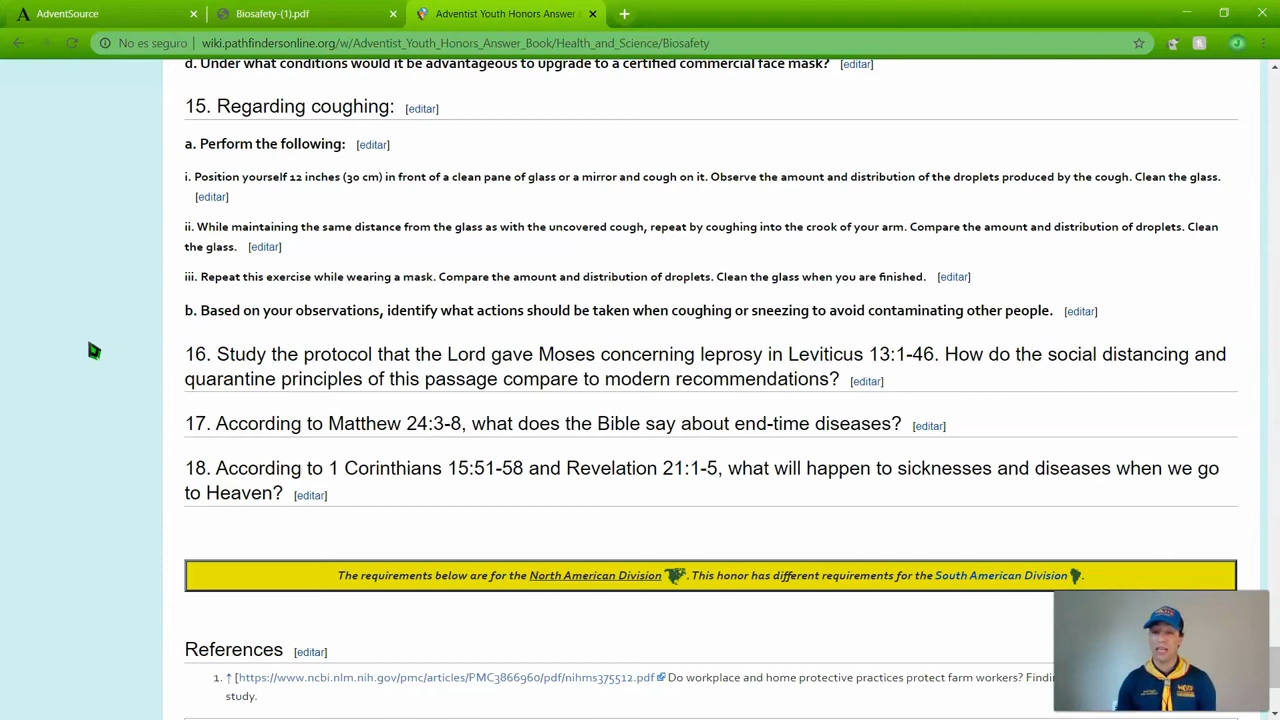 AdventSource
Biosafety-(1).pdf
Adventist Youth Honors Answer
No es seguro
wiki.pathfindersonline.org/w/Adventist_Youth_Honors_Answer_Book/Health_and_Science/Biosafety
d. Under what conditions would it be advantageous to upgrade to a certified commercial face mask? [editar]
15. Regarding coughing: [editar]
a. Perform the following: [editar]
i. Position yourself 12 inches (30 cm) in front of a clean pane of glass or a mirror and cough on it. Observe the amount and distribution of the droplets produced by the cough. Clean the glass.
[editar]
ii. While maintaining the same distance from the glass as with the uncovered cough, repeat by coughing into the crook of your arm. Compare the amount and distribution of droplets. Clean
the glass. [editar]
iii. Repeat this exercise while wearing a mask. Compare the amount and distribution of droplets. Clean the glass when you are finished. [editar]
b. Based on your observations, identify what actions should be taken when coughing or sneezing to avoid contaminating other people. [editar]
16. Study the protocol that the Lord gave Moses concerning leprosy in Leviticus 13:1-46. How do the social distancing and
quarantine principles of this passage compare to modern recommendations? [editar]
17. According to Matthew 24:3-8, what does the Bible say about end-time diseases? [editar]
18. According to 1 Corinthians 15:51-58 and Revelation 21:1-5, what will happen to sicknesses and diseases when we go
to Heaven? [editar]
The requirements below are for the North American Division. This honor has different requirements for the South American Division.
References [editar]
1. ↑ [https://www.ncbi.nlm.nih.gov/pmc/articles/PMC3866960/pdf/nihms375512.pdf Do workplace and home protective practices protect farm workers?
study.